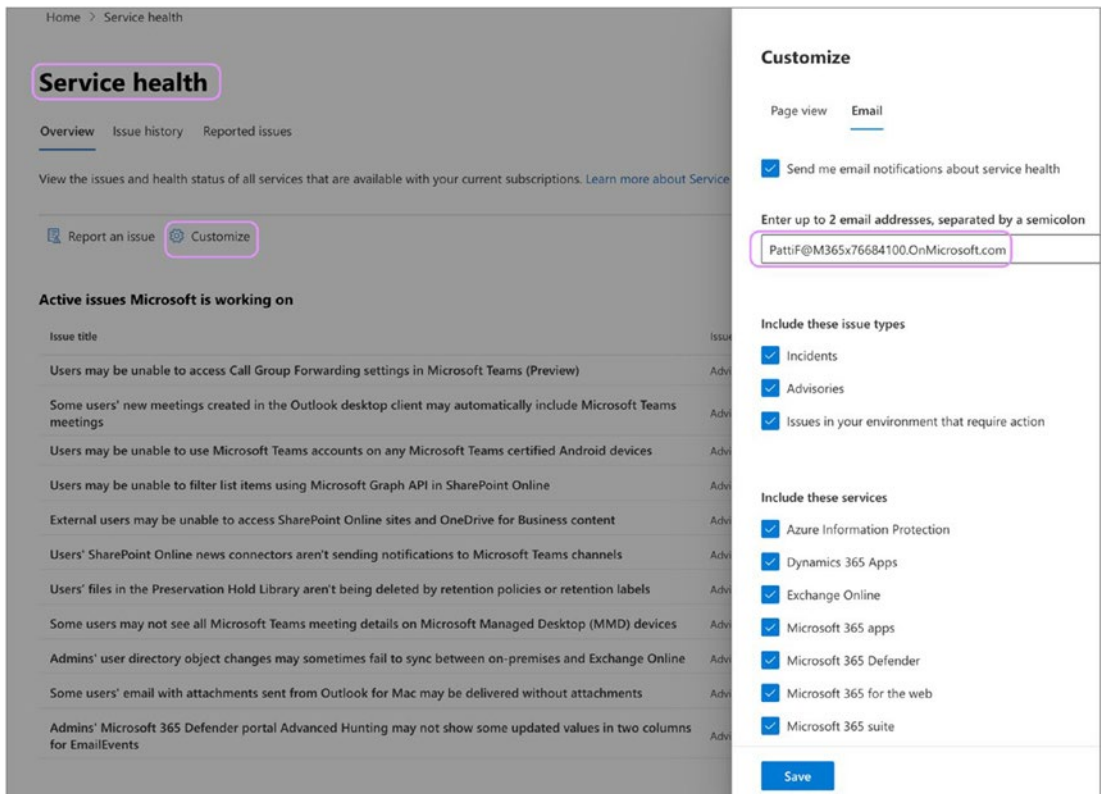 Home > Service health
Service health
Overview Issue history Reported issues
View the issues and health status of all services that are available with your current subscriptions. Learn more about Service
Report an issue Customize
Active issues Microsoft is working on
Issue title Issue
Users may be unable to access Call Group Forwarding settings in Microsoft Teams (Preview) Advi
Some users' new meetings created in the Outlook desktop client may automatically include Microsoft Teams
meetings Advi
Users may be unable to use Microsoft Teams accounts on any Microsoft Teams certified Android devices Advi
Users may be unable to filter list items using Microsoft Graph API in SharePoint Online Advi
External users may be unable to access SharePoint Online sites and OneDrive for Business content Advi
Users' SharePoint Online news connectors aren't sending notifications to Microsoft Teams channels Advi
Users' files in the Preservation Hold Library aren't being deleted by retention policies or retention labels Advi
Some users may not see all Microsoft Teams meeting details on Microsoft Managed Desktop (MMD) devices Advi
Admins' user directory object changes may sometimes fail to sync between on-premises and Exchange Online Advi
Some users' email with attachments sent from Outlook for Mac may be delivered without attachments Advi
Admins' Microsoft 365 Defender portal Advanced Hunting may not show some updated values in two columns
for EmailEvents Advi
Customize
Page view Email
Send me email notifications about service health
Enter up to 2 email addresses, separated by a semicolon
PattiF@M365x76684100.OnMicrosoft.com
Include these issue types
Incidents
Advisories
Issues in your environment that require action
Include these services
Azure Information Protection
Dynamics 365 Apps
Exchange Online
Microsoft 365 apps
Microsoft 365 Defender
Microsoft 365 for the web
Microsoft 365 suite
Save